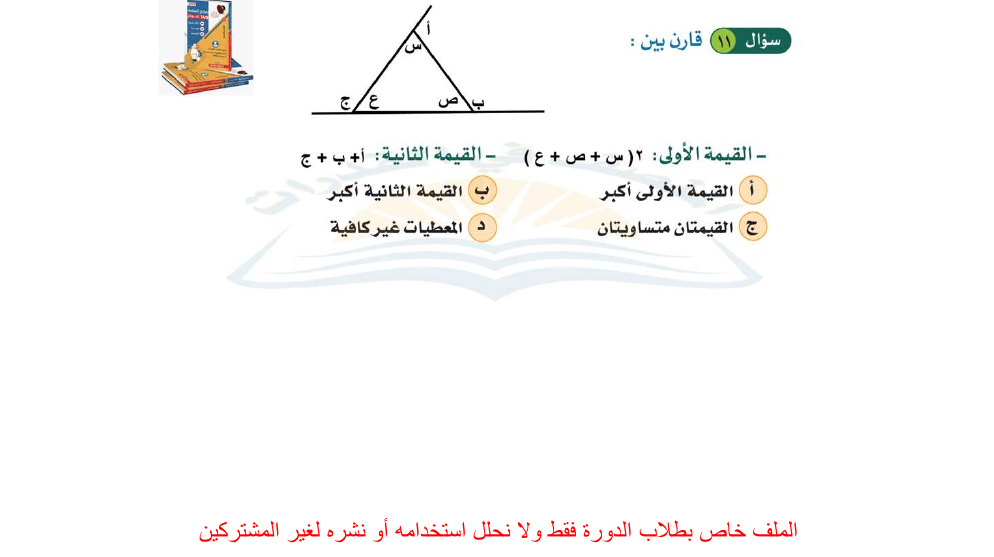 سؤال ١١ قارن بين :
أ
س
ج ع ص ب
- القيمة الأولى: ٢( س + ص + ع )
- القيمة الثانية: أ+ ب + ج
أ القيمة الأولى أكبر
ب القيمة الثانية أكبر
ج القيمتان متساويتان
د المعطيات غير كافية
الملف خاص بطلاب الدورة فقط ولا نحلل استخدامه أو نشره لغير المشتركين